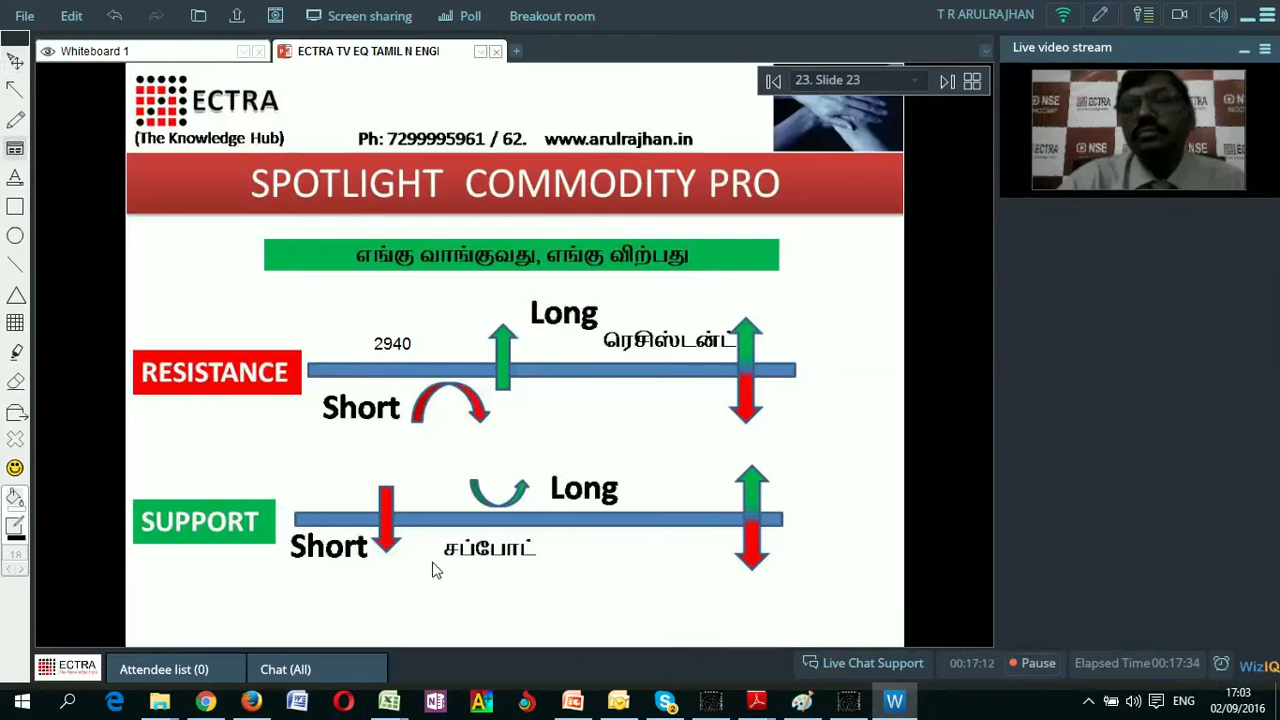 File Edit Screen sharing Poll Breakout room T R ARULRAJHAN
Whiteboard 1 ECTRA TV EQ TAMIL N ENGI Live video stream
23. Slide 23
ECTRA
(The Knowledge Hub) Ph: 7299995961 / 62. www.arulrajhan.in
SPOTLIGHT COMMODITY PRO
எங்கு வாங்குவது, எங்கு விற்பது
Long
2940 ரெசிஸ்டன்ட்
RESISTANCE
Short
Long
SUPPORT
Short சப்போட்
ECTRA Attendee list (0) Chat (All) Live Chat Support 00:17:12 Pause Elapsed Time 00:17:34 WizIQ
ENG 17:03
02/09/2016